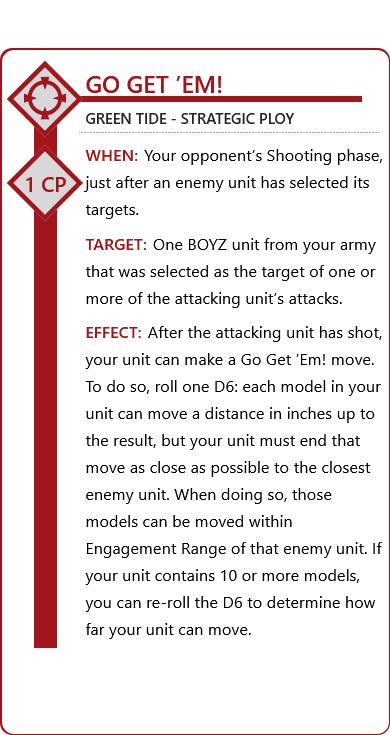 GO GET ’EM!
GREEN TIDE - STRATEGIC PLOY
1 CP
WHEN: Your opponent’s Shooting phase,
just after an enemy unit has selected its
targets.
TARGET: One BOYZ unit from your army
that was selected as the target of one or
more of the attacking unit’s attacks.
EFFECT: After the attacking unit has shot,
your unit can make a Go Get ’Em! move.
To do so, roll one D6: each model in your
unit can move a distance in inches up to
the result, but your unit must end that
move as close as possible to the closest
enemy unit. When doing so, those
models can be moved within
Engagement Range of that enemy unit. If
your unit contains 10 or more models,
you can re-roll the D6 to determine how
far your unit can move.